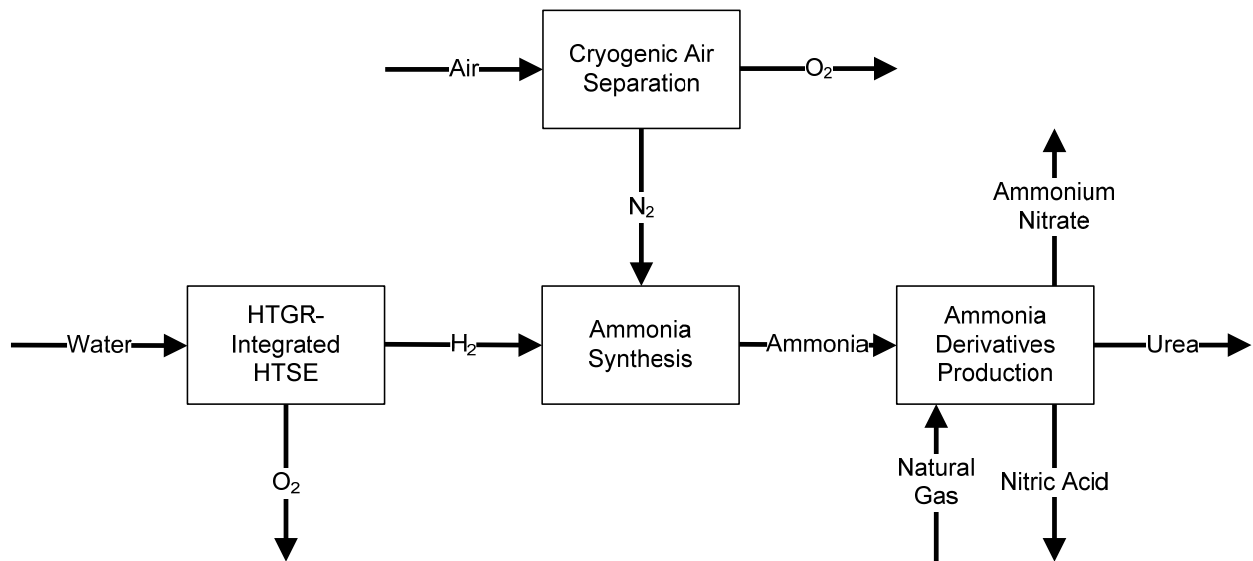 Cryogenic Air
Separation
Air
O₂
N₂
Ammonium
Nitrate
Water
HTGR-
Integrated
HTSE
H₂
Ammonia
Synthesis
Ammonia
Ammonia
Derivatives
Production
Urea
O₂
Natural
Gas
Nitric Acid